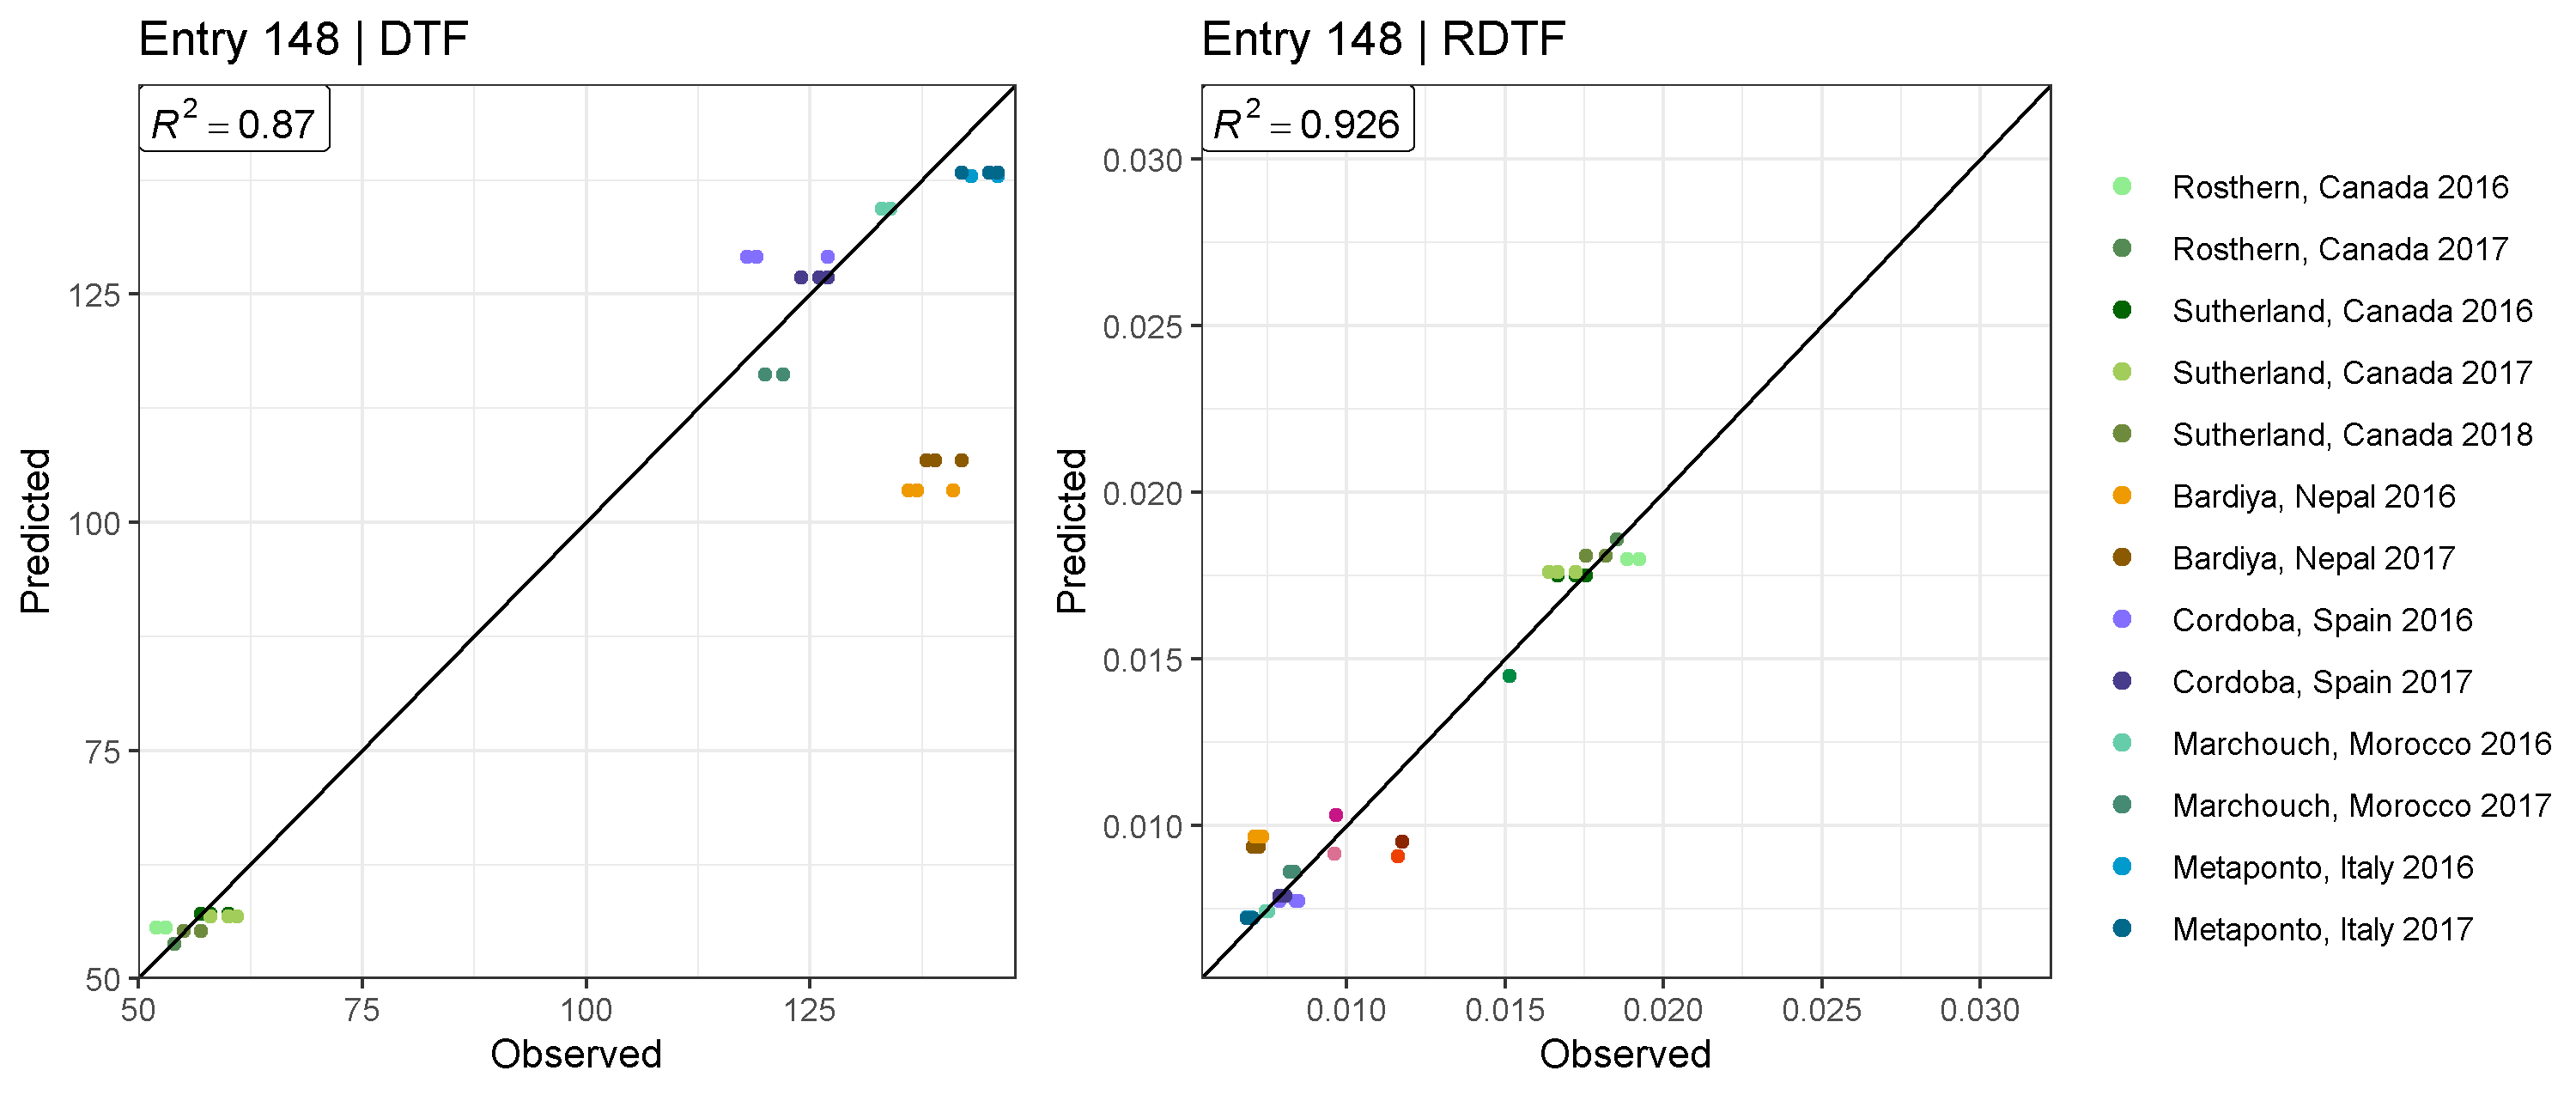 Entry 148 | DTF
R² = 0.87
125
100
75
50
50 75 100 125
Predicted
Observed
Entry 148 | RDTF
R² = 0.926
0.030
0.025
0.020
0.015
0.010
0.010 0.015 0.020 0.025 0.030
Predicted
Observed
Rosthern, Canada 2016
Rosthern, Canada 2017
Sutherland, Canada 2016
Sutherland, Canada 2017
Sutherland, Canada 2018
Bardiya, Nepal 2016
Bardiya, Nepal 2017
Cordoba, Spain 2016
Cordoba, Spain 2017
Marchouch, Morocco 2016
Marchouch, Morocco 2017
Metaponto, Italy 2016
Metaponto, Italy 2017